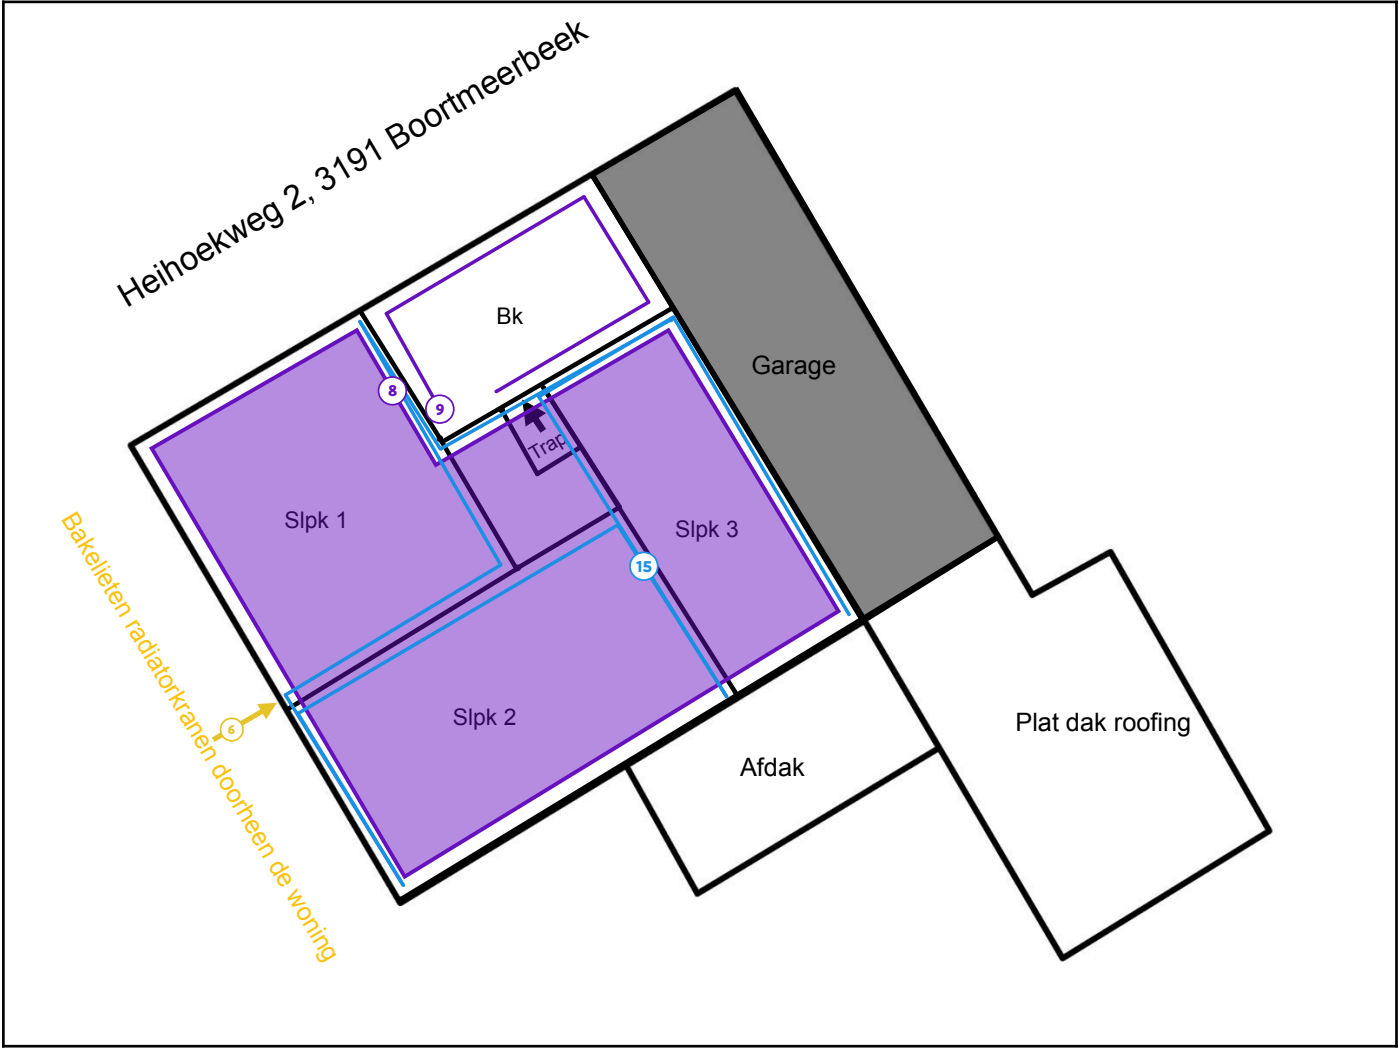 Heihoekweg 2, 3191 Boortmeerbeek
Bk
Garage
8
9
Trap
Slpk 1
Slpk 3
15
Bakelieten radiatorkranen doorheen de woning
6
Slpk 2
Afdak
Plat dak roofing